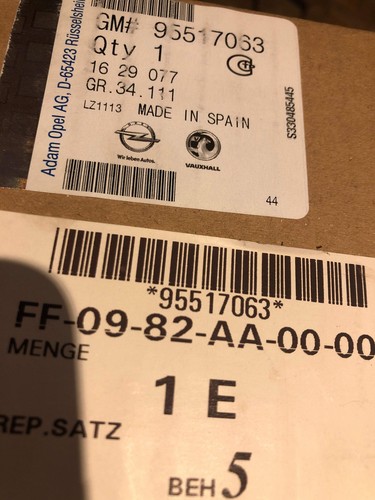 GM# 95517063
Qty 1
16 29 077
GR.34.111
LZ1113 MADE IN SPAIN
Wir leben Autos.
VAUXHALL
44
Adam Opel AG, D-65423 Rüsselsheim
S330485445
*95517063*
FF-09-82-AA-00-00
MENGE
1 E
REP.SATZ
BEH 5